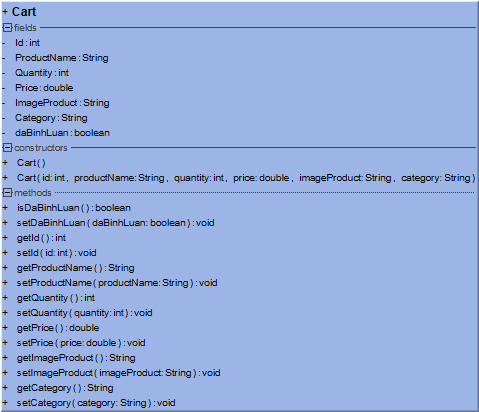 + Cart
fields
- Id : int
- ProductName : String
- Quantity : int
- Price : double
- ImageProduct : String
- Category : String
- daBinhLuan : boolean
constructors
+ Cart ( )
+ Cart ( id: int , productName: String , quantity: int , price: double , imageProduct: String , category: String )
methods
+ isDaBinhLuan ( ) : boolean
+ setDaBinhLuan ( daBinhLuan: boolean ) : void
+ getId ( ) : int
+ setId ( id: int ) : void
+ getProductName ( ) : String
+ setProductName ( productName: String ) : void
+ getQuantity ( ) : int
+ setQuantity ( quantity: int ) : void
+ getPrice ( ) : double
+ setPrice ( price: double ) : void
+ getImageProduct ( ) : String
+ setImageProduct ( imageProduct: String ) : void
+ getCategory ( ) : String
+ setCategory ( category: String ) : void